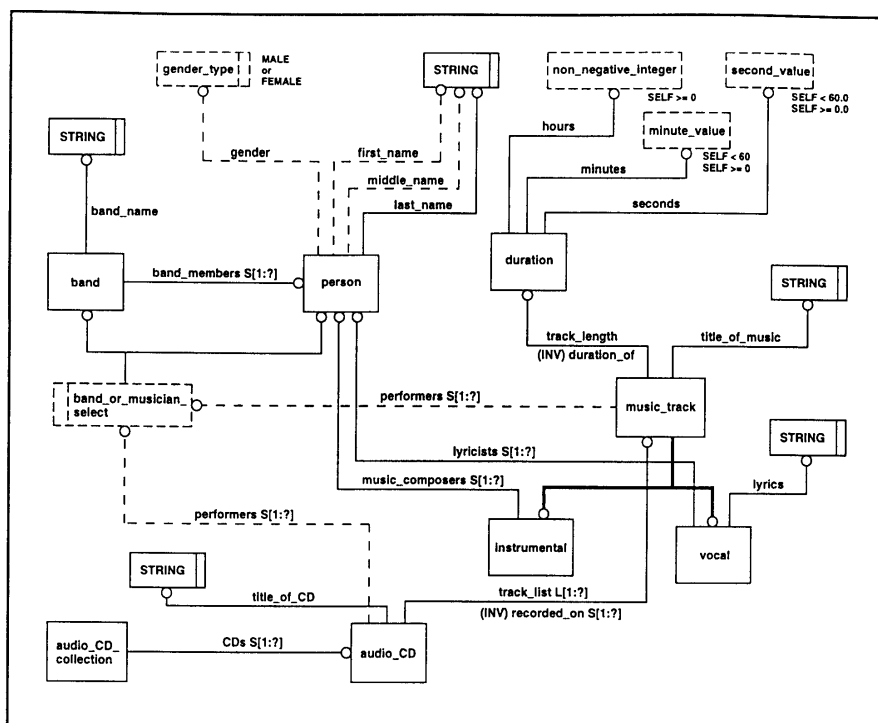 gender_type
MALE
or
FEMALE
STRING
non_negative_integer
SELF >= 0
second_value
SELF < 60.0
SELF >= 0.0
minute_value
SELF < 60
SELF >= 0
STRING
hours
gender
first_name
minutes
middle_name
last_name
seconds
band_name
band
band_members S[1:?]
person
duration
STRING
track_length
(INV) duration_of
title_of_music
band_or_musician_
select
performers S[1:?]
music_track
STRING
lyricists S[1:?]
music_composers S[1:?]
lyrics
performers S[1:?]
instrumental
vocal
STRING
title_of_CD
track_list L[1:?]
(INV) recorded_on S[1:?]
audio_CD_
collection
CDs S[1:?]
audio_CD